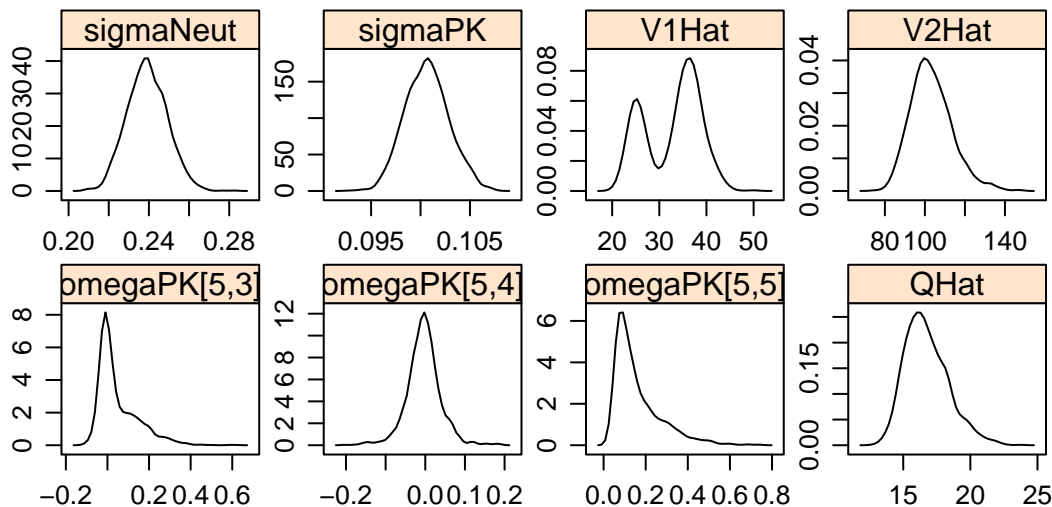 sigmaNeut
0 10 20 30 40
0.20 0.24 0.28
sigmaPK
0 50 150
0.095 0.105
V1Hat
0.00 0.04 0.08
20 30 40 50
V2Hat
0.00 0.02 0.04
80 100 140
omegaPK[5,3]
0 2 4 6 8
−0.2 0.2 0.4 0.6
omegaPK[5,4]
0 2 4 6 8 12
−0.2 0.0 0.1 0.2
omegaPK[5,5]
0 2 4 6
0.0 0.2 0.4 0.6 0.8
QHat
0.00 0.15
15 20 25